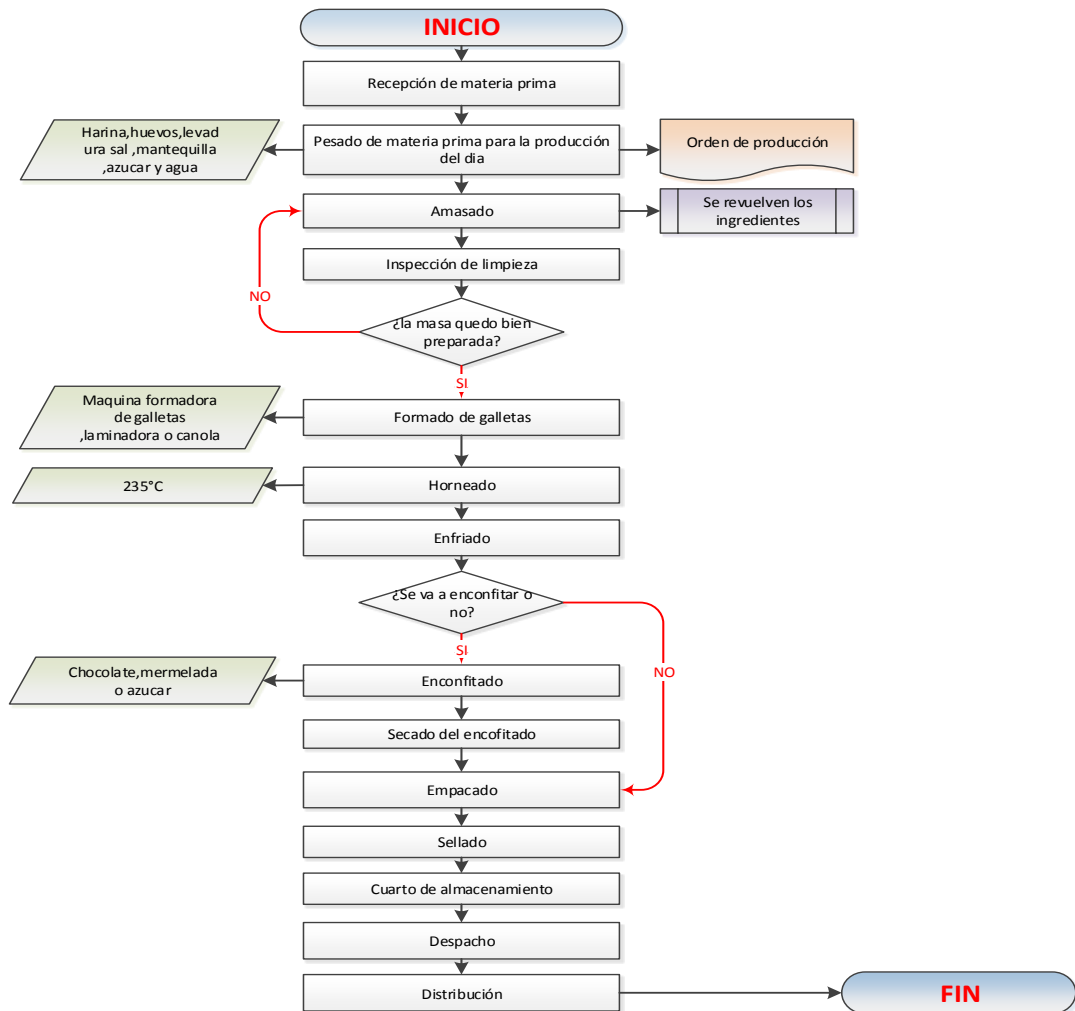 INICIO
Recepción de materia prima
Harina,huevos,levad
ura sal ,mantequilla
,azucar y agua
Pesado de materia prima para la producción
del dia
Orden de producción
Amasado
Se revuelven los
ingredientes
Inspección de limpieza
NO
¿la masa quedo bien
preparada?
SI
Maquina formadora
de galletas
,laminadora o canola
Formado de galletas
235°C
Horneado
Enfriado
¿Se va a enconfitar o
no?
SI
NO
Chocolate,mermelada
o azucar
Enconfitado
Secado del encofitado
Empacado
Sellado
Cuarto de almacenamiento
Despacho
Distribución
FIN